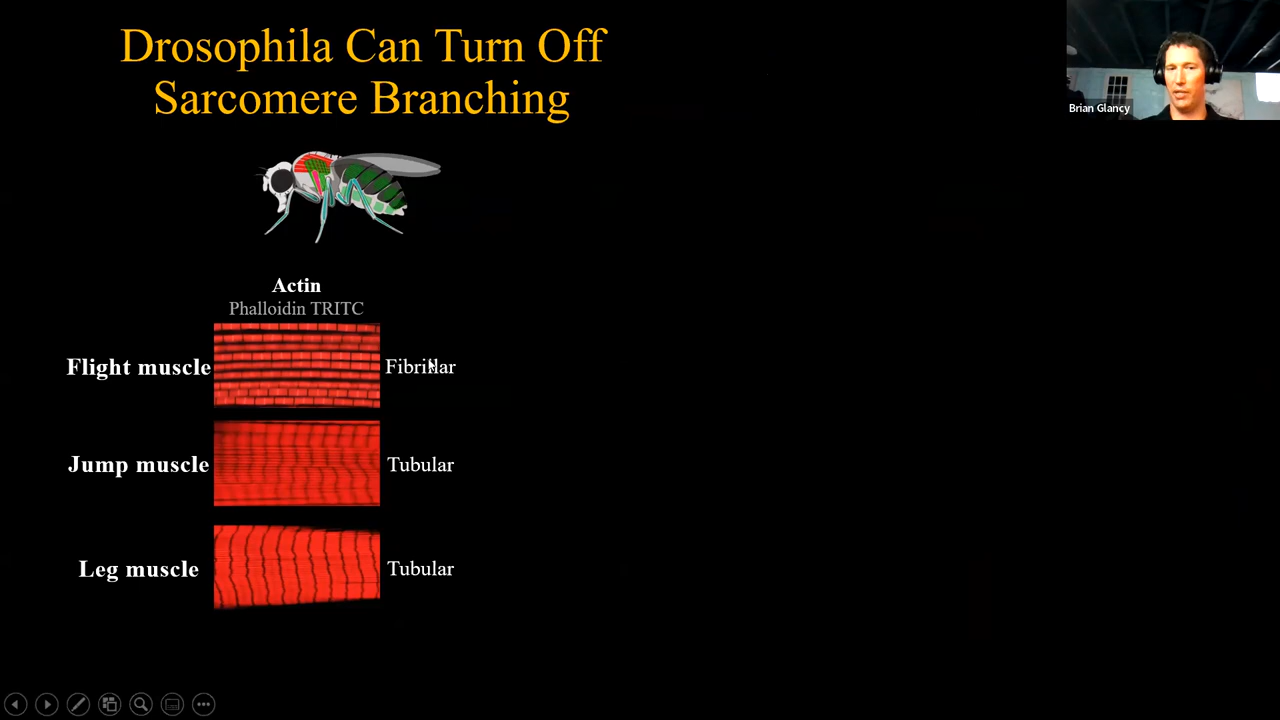 Drosophila Can Turn Off
Sarcomere Branching
Brian Glancy
Actin
Phalloidin TRITC
Flight muscle
Fibrillar
Jump muscle
Tubular
Leg muscle
Tubular